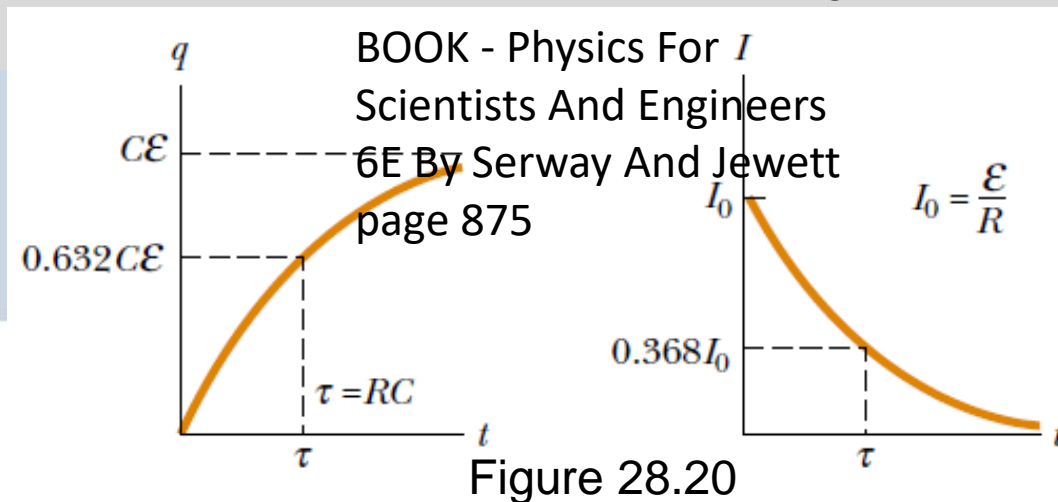 BOOK - Physics For
Scientists And Engineers
6E By Serway And Jewett
page 875
q
Cℰ
0.632Cℰ
τ = RC
τ
t
I
I₀
I₀ = ℰ/R
0.368I₀
τ
t
Figure 28.20